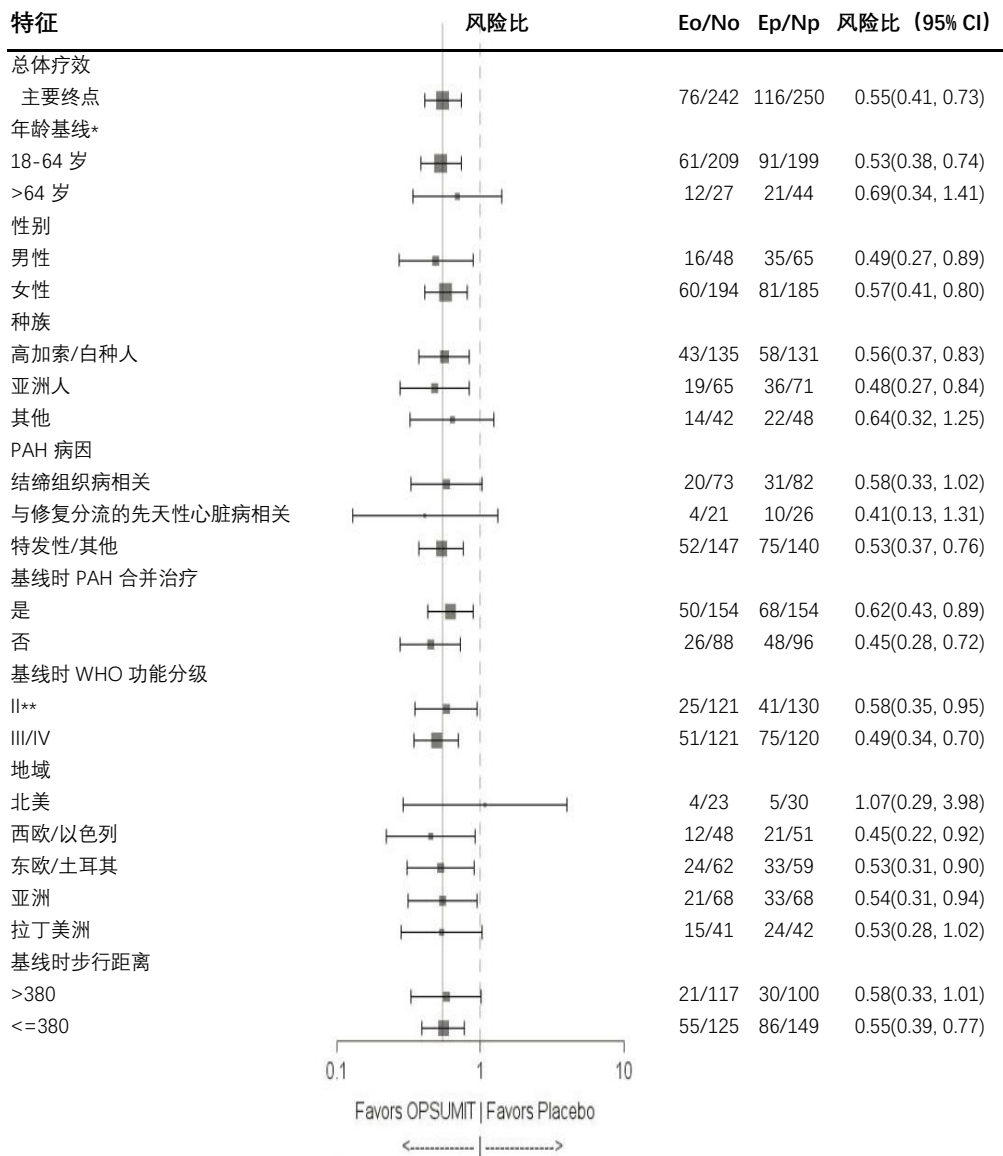 特征 风险比 Eo/No Ep/Np 风险比（95% CI）
总体疗效
主要终点 76/242 116/250 0.55(0.41, 0.73)
年龄基线*
18-64 岁 61/209 91/199 0.53(0.38, 0.74)
>64 岁 12/27 21/44 0.69(0.34, 1.41)
性别
男性 16/48 35/65 0.49(0.27, 0.89)
女性 60/194 81/185 0.57(0.41, 0.80)
种族
高加索/白种人 43/135 58/131 0.56(0.37, 0.83)
亚洲人 19/65 36/71 0.48(0.27, 0.84)
其他 14/42 22/48 0.64(0.32, 1.25)
PAH 病因
结缔组织病相关 20/73 31/82 0.58(0.33, 1.02)
与修复分流的先天性心脏病相关 4/21 10/26 0.41(0.13, 1.31)
特发性/其他 52/147 75/140 0.53(0.37, 0.76)
基线时 PAH 合并治疗
是 50/154 68/154 0.62(0.43, 0.89)
否 26/88 48/96 0.45(0.28, 0.72)
基线时 WHO 功能分级
II** 25/121 41/130 0.58(0.35, 0.95)
III/IV 51/121 75/120 0.49(0.34, 0.70)
地域
北美 4/23 5/30 1.07(0.29, 3.98)
西欧/以色列 12/48 21/51 0.45(0.22, 0.92)
东欧/土耳其 24/62 33/59 0.53(0.31, 0.90)
亚洲 21/68 33/68 0.54(0.31, 0.94)
拉丁美洲 15/41 24/42 0.53(0.28, 1.02)
基线时步行距离
>380 21/117 30/100 0.58(0.33, 1.01)
<=380 55/125 86/149 0.55(0.39, 0.77)
0.1 1 10
Favors OPSUMIT | Favors Placebo
<-------------|------------->